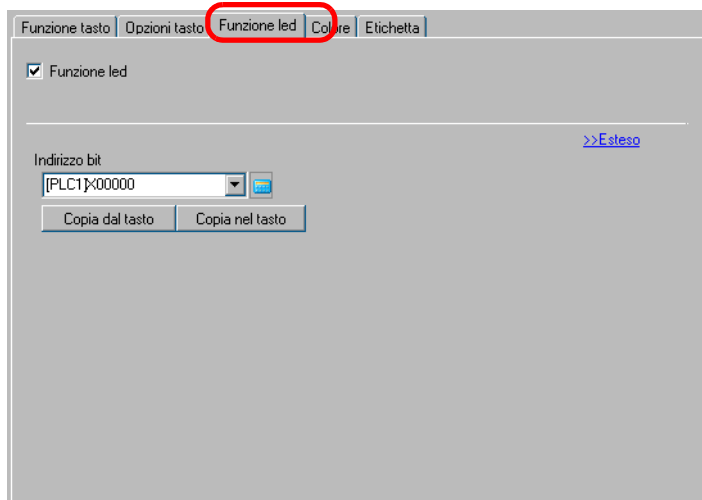 Funzione tasto Opzioni tasto Funzione led Colore Etichetta
Funzione led
>>Esteso
Indirizzo bit
[PLC1]X00000
Copia dal tasto Copia nel tasto